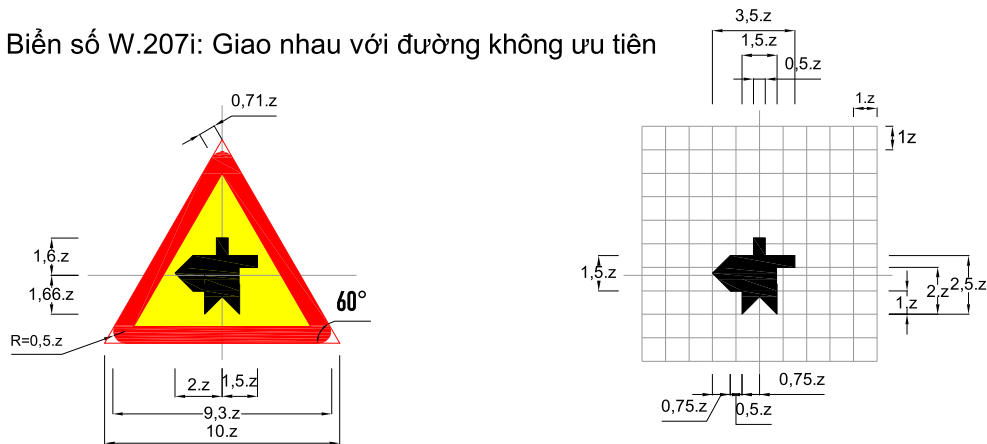 Biển số W.207i: Giao nhau với đường không ưu tiên
3,5.z
1,5.z
0,5.z
0,71.z
1.z
1z
1,6.z
1,66.z
60°
R=0,5.z
2.z
1,5.z
9,3.z
10.z
1,5.z
2,5.z
2.z
1.z
0,75.z
0,75.z
0,5.z